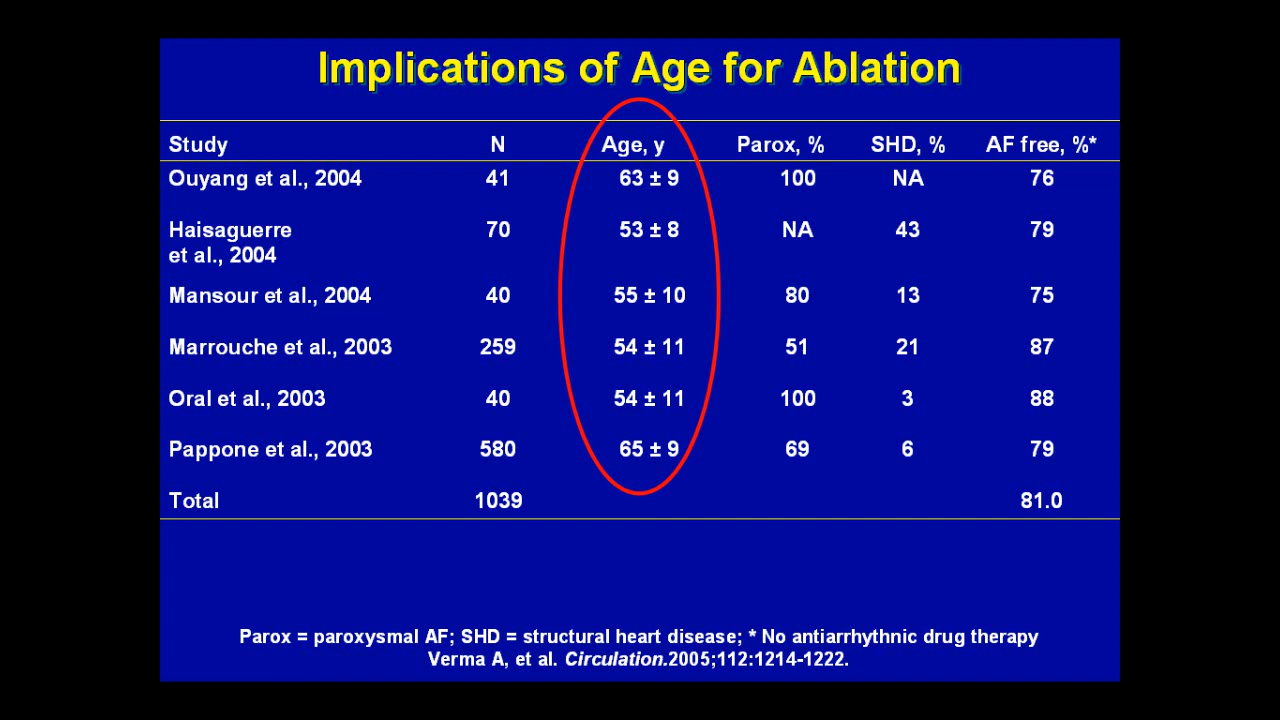 Implications of Age for Ablation
Study N Age, y Parox, % SHD, % AF free, %*
Ouyang et al., 2004 41 63 ± 9 100 NA 76
Haisaguerre 70 53 ± 8 NA 43 79
et al., 2004
Mansour et al., 2004 40 55 ± 10 80 13 75
Marrouche et al., 2003 259 54 ± 11 51 21 87
Oral et al., 2003 40 54 ± 11 100 3 88
Pappone et al., 2003 580 65 ± 9 69 6 79
Total 1039 81.0
Parox = paroxysmal AF; SHD = structural heart disease; * No antiarrhythnic drug therapy
Verma A, et al. Circulation.2005;112:1214-1222.